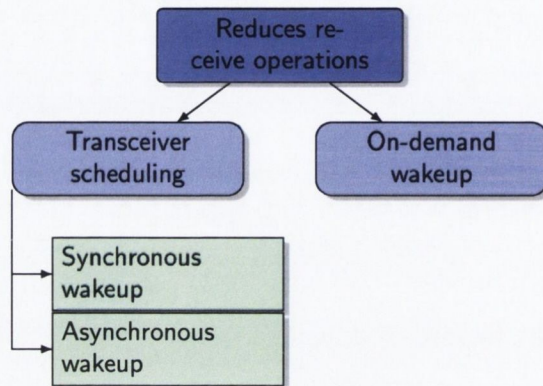 Reduces re-
ceive operations
Transceiver
scheduling
On-demand
wakeup
Synchronous
wakeup
Asynchronous
wakeup